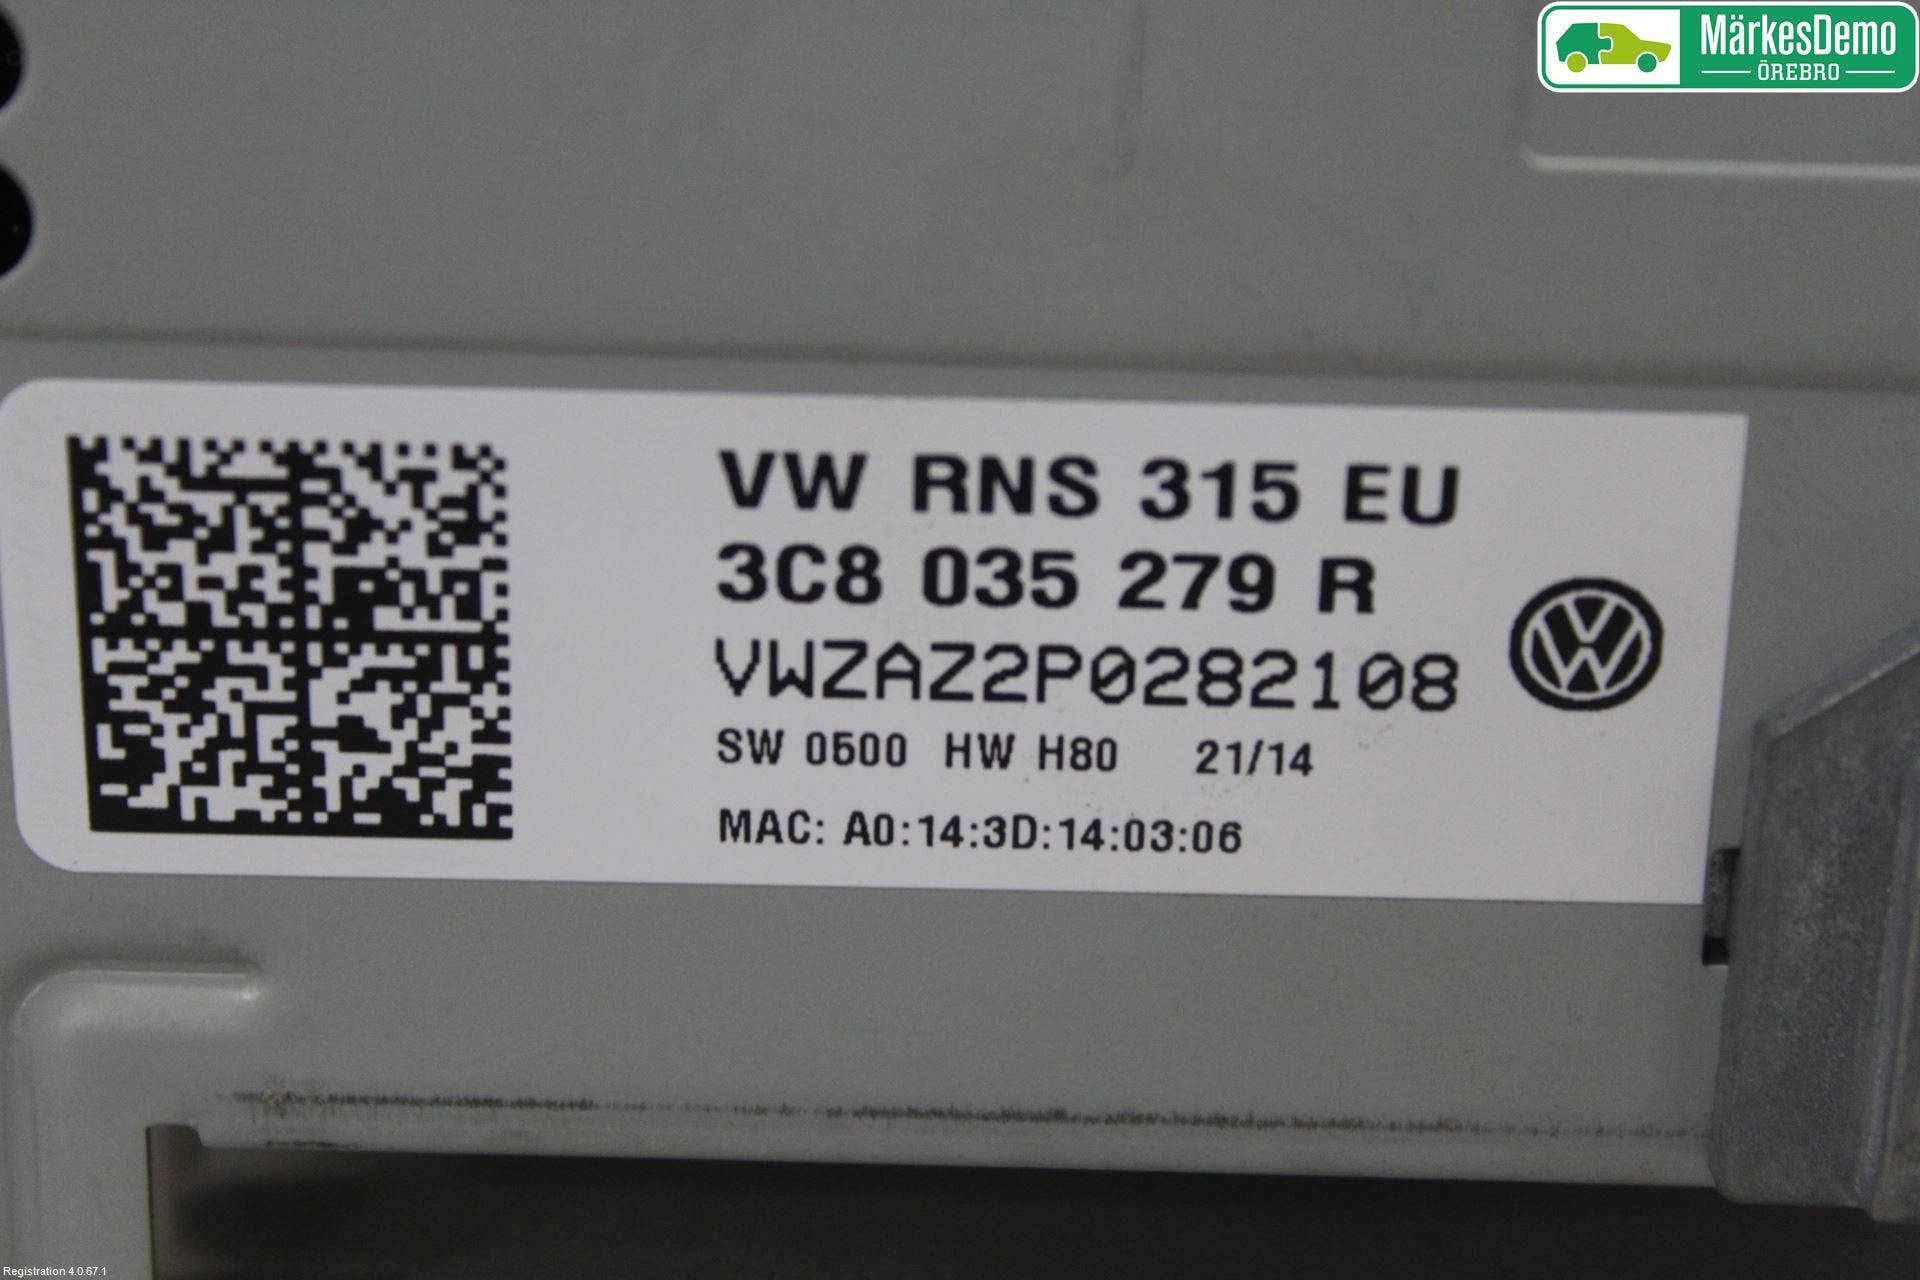 MärkesDemo
ÖREBRO
VW RNS 315 EU
3C8 035 279 R
VWZAZ2P0282108
SW 0500 HW H80 21/14
MAC: A0:14:3D:14:03:06
Registration 4.0.67.1